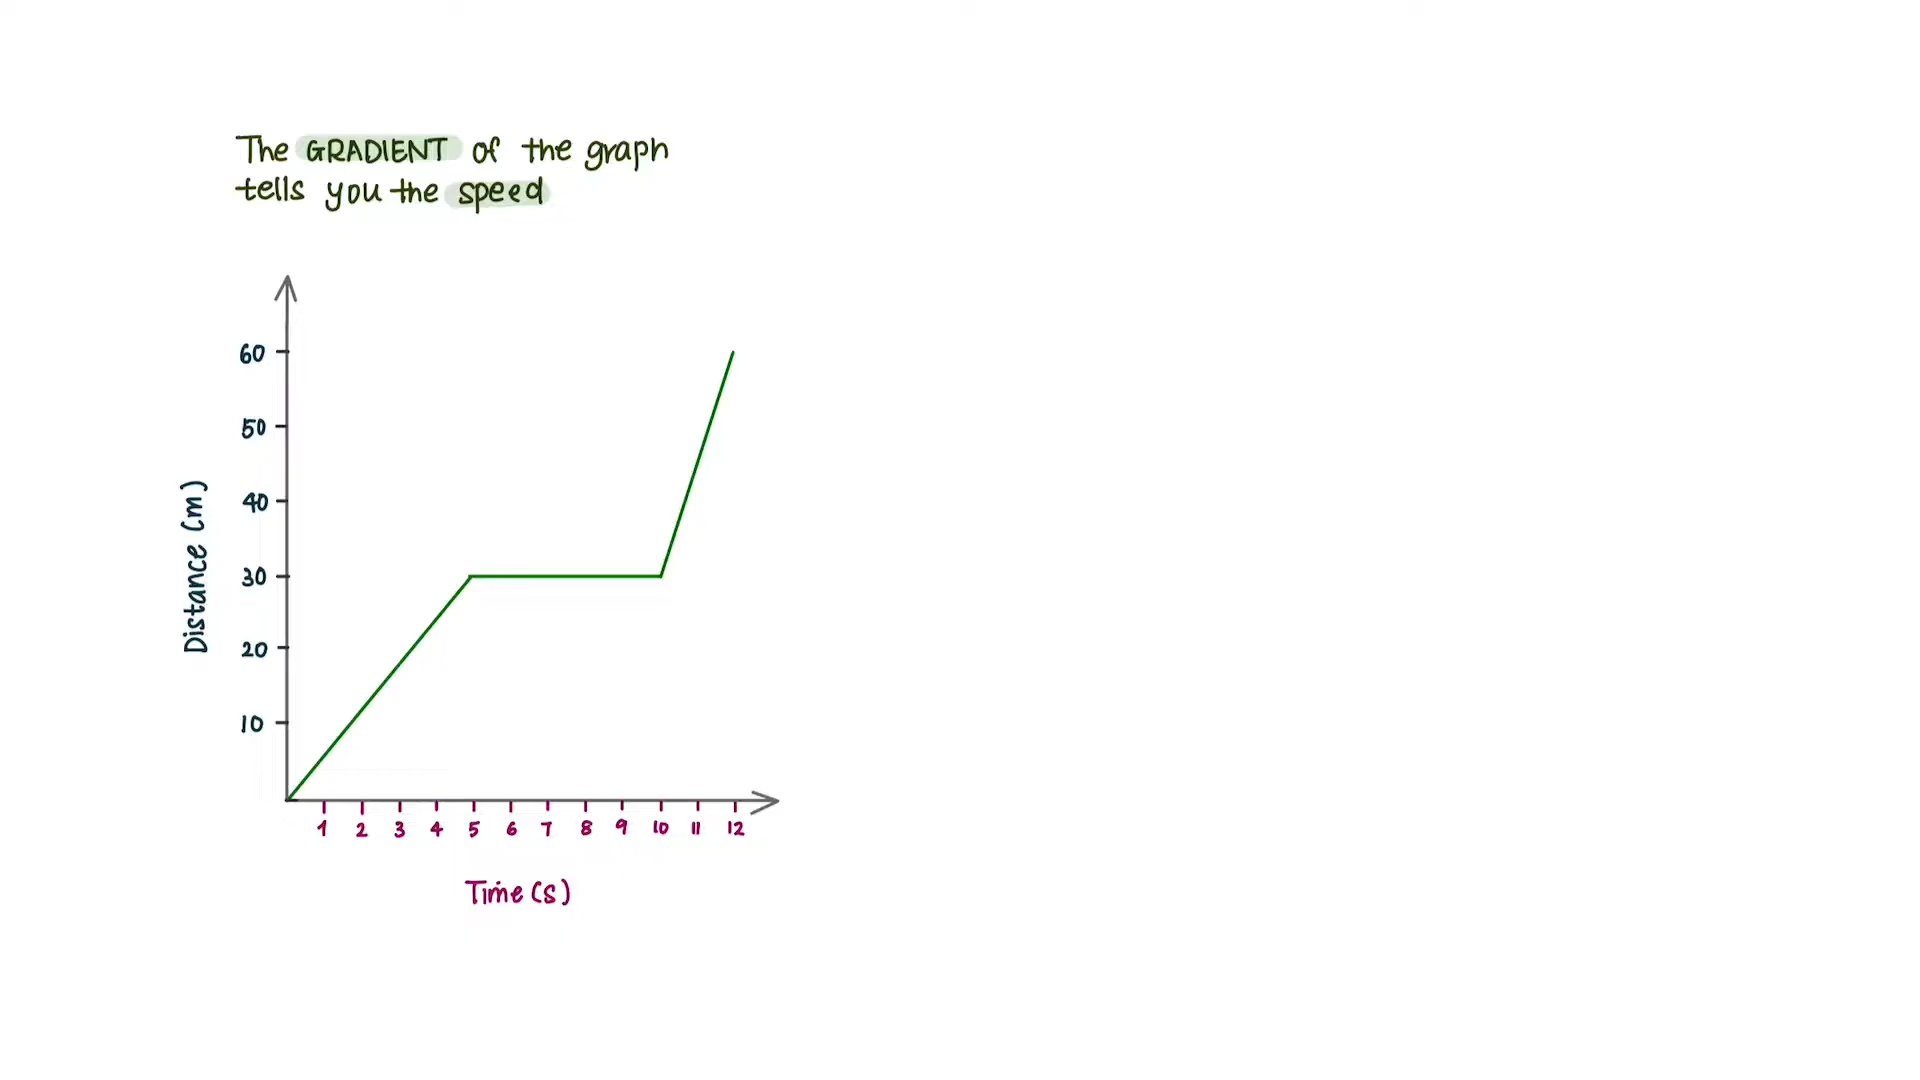 The GRADIENT of the graph
tells you the speed
60
50
40
30
20
10
Distance (m)
1 2 3 4 5 6 7 8 9 10 11 12
Time (s)